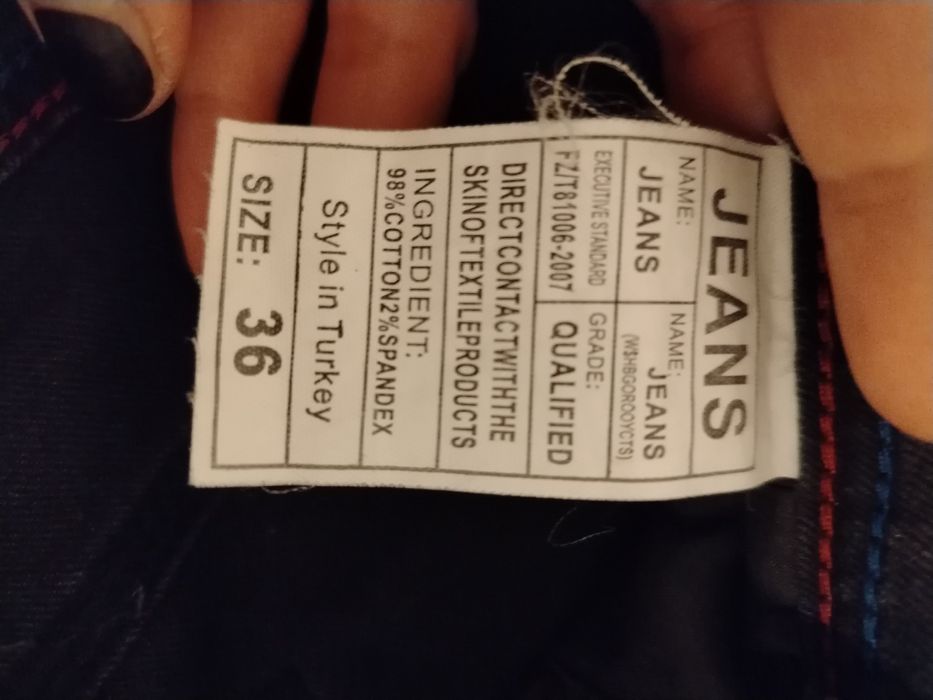 JEANS
NAME:
JEANS
NAME:
JEANS
(W$HBGOROOYCTS)
EXECUTIVE STANDARD
FZ/T81006-2007
GRADE:
QUALIFIED
DIRECTCONTACTWITHTHE
SKINOFTEXTILEPRODUCTS
INGREDIENT:
98%COTTON2%SPANDEX
Style in Turkey
SIZE: 36